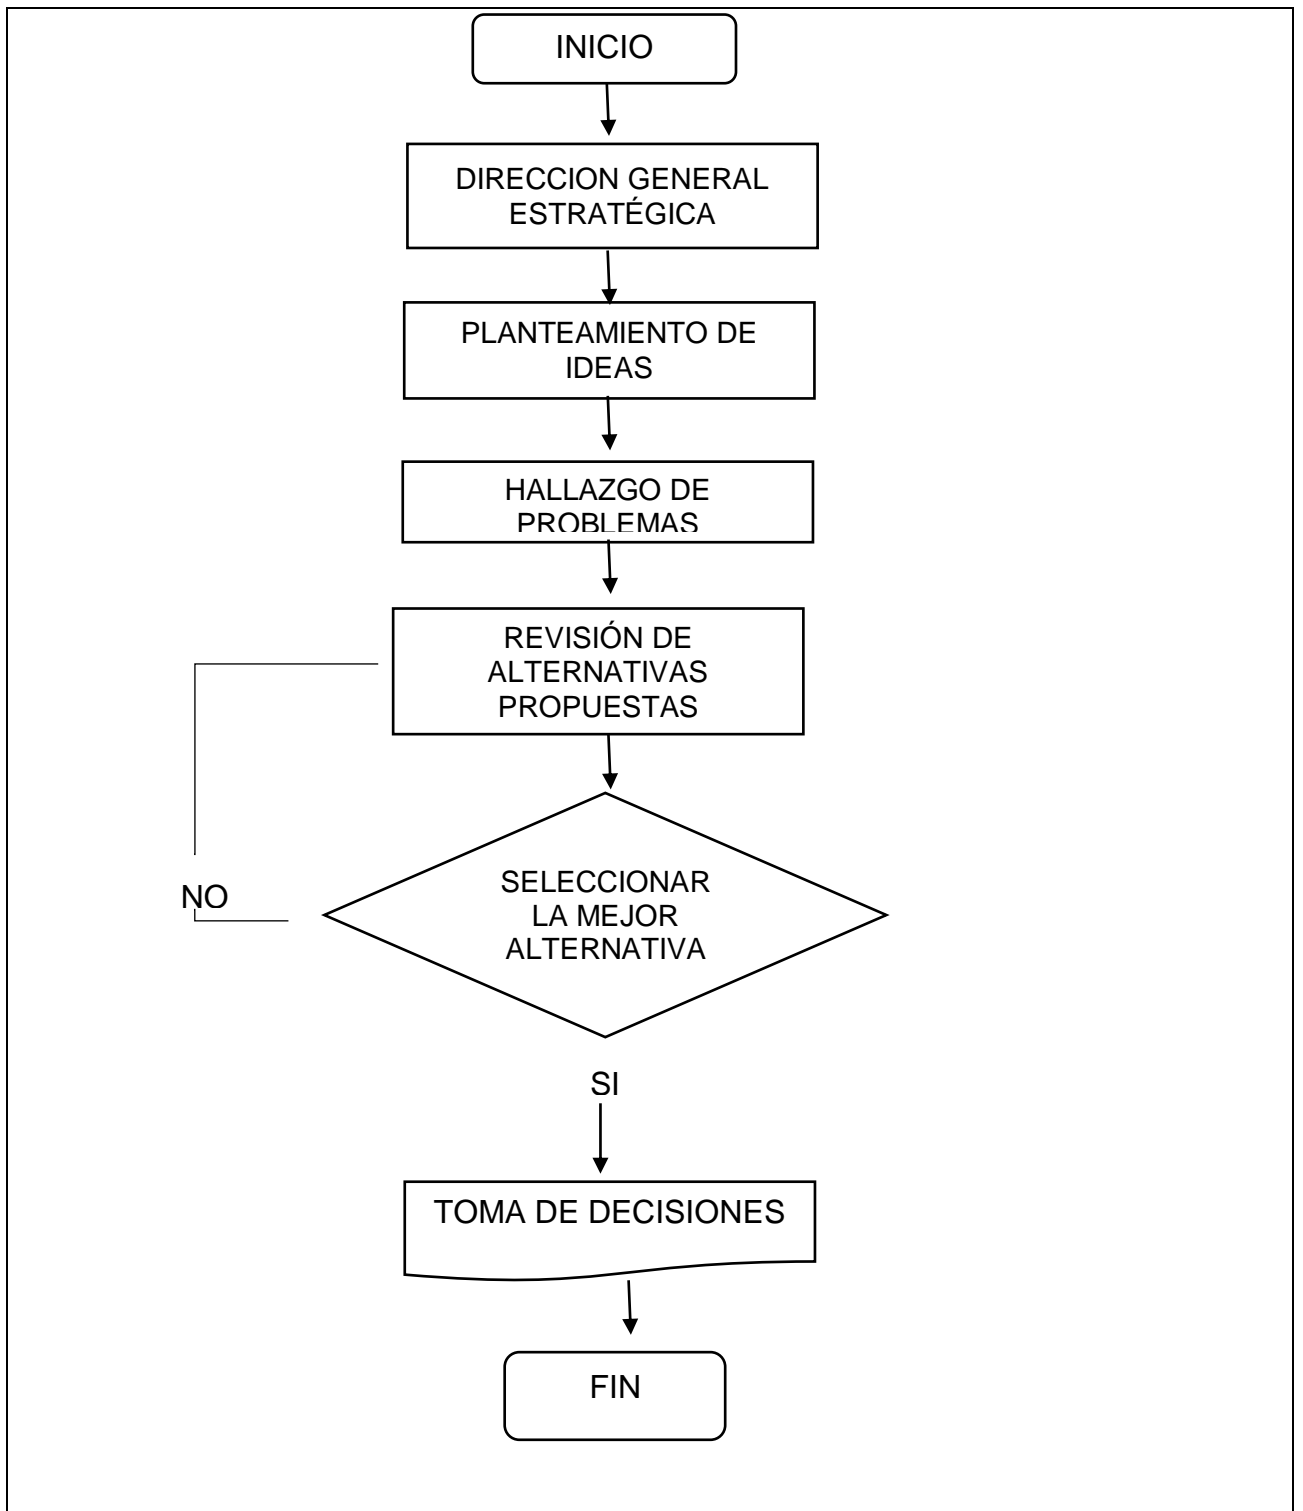 INICIO
DIRECCION GENERAL
ESTRATÉGICA
PLANTEAMIENTO DE
IDEAS
HALLAZGO DE
PROBLEMAS
REVISIÓN DE
ALTERNATIVAS
PROPUESTAS
SELECCIONAR
LA MEJOR
ALTERNATIVA
NO
SI
TOMA DE DECISIONES
FIN